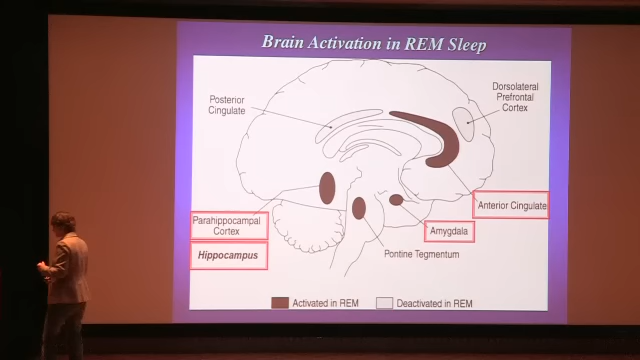 Brain Activation in REM Sleep
Posterior
Cingulate
Dorsolateral
Prefrontal
Cortex
Anterior Cingulate
Parahippocampal
Cortex
Amygdala
Hippocampus
Pontine Tegmentum
Activated in REM
Deactivated in REM